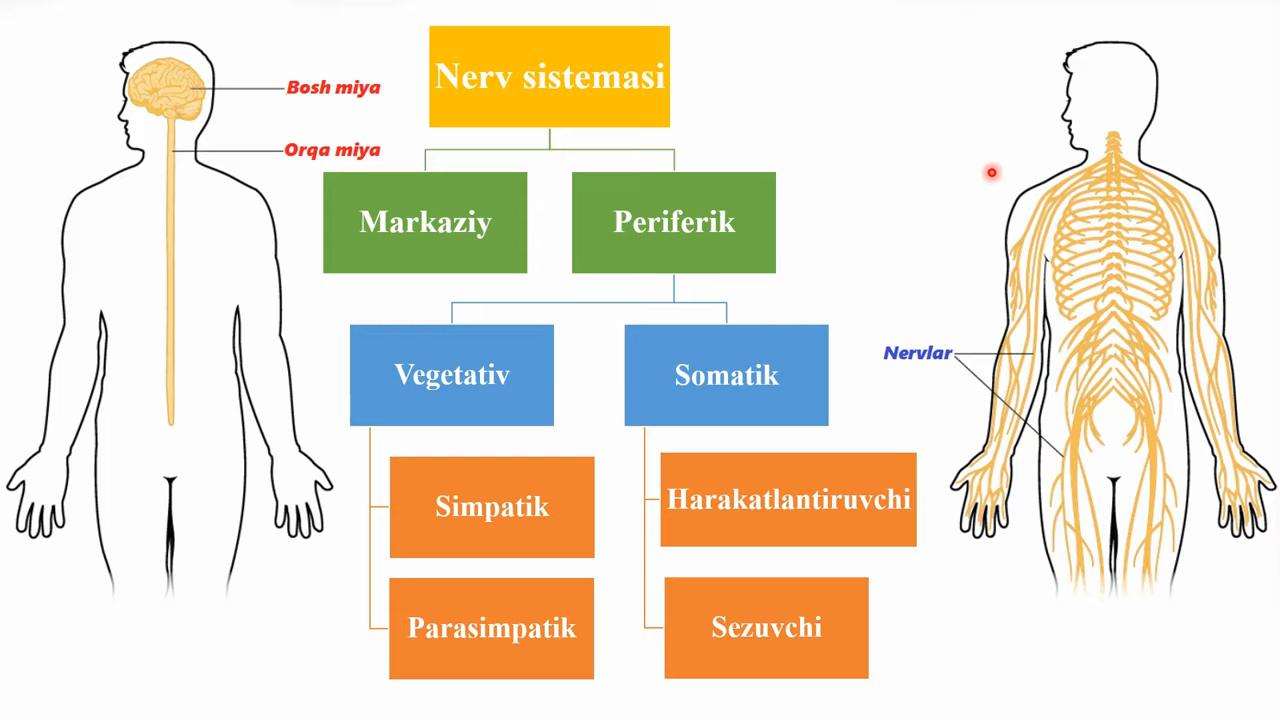 Nerv sistemasi
Bosh miya
Orqa miya
Markaziy
Periferik
Vegetativ
Somatik
Nervlar
Simpatik
Harakatlantiruvchi
Parasimpatik
Sezuvchi